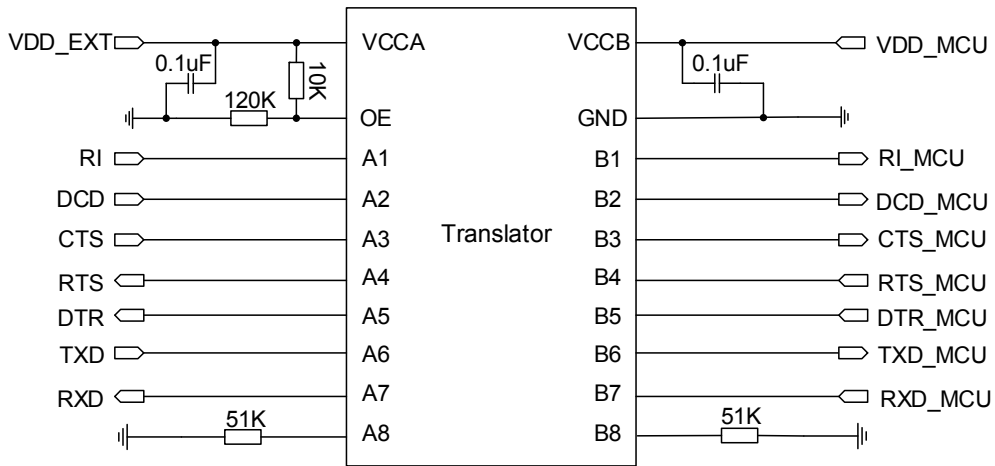 VDD_EXT VCCA VCCB VDD_MCU
0.1uF 10K 0.1uF
120K OE GND
RI A1 B1 RI_MCU
DCD A2 B2 DCD_MCU
CTS A3 Translator B3 CTS_MCU
RTS A4 B4 RTS_MCU
DTR A5 B5 DTR_MCU
TXD A6 B6 TXD_MCU
RXD A7 B7 RXD_MCU
51K A8 B8 51K